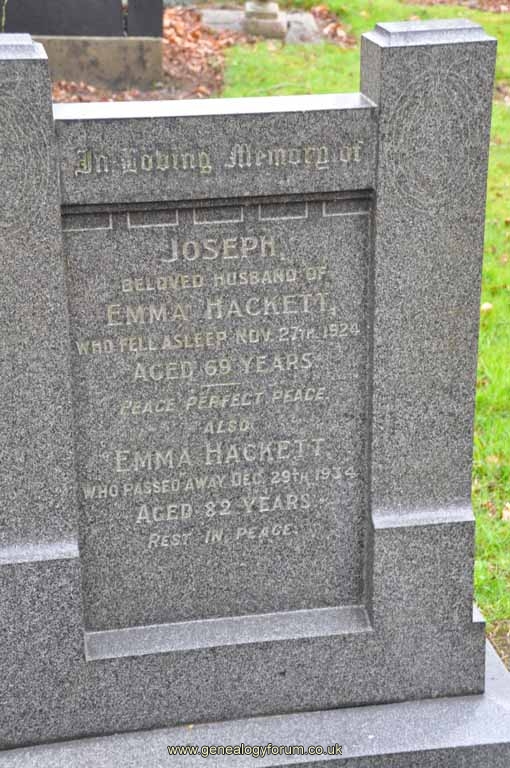 In Loving Memory of
JOSEPH,
BELOVED HUSBAND OF
EMMA HACKETT,
WHO FELL ASLEEP NOV. 27TH 1924
AGED 69 YEARS.
PEACE, PERFECT PEACE.
ALSO
EMMA HACKETT.
WHO PASSED AWAY DEC. 29TH 1934
AGED 82 YEARS.
REST IN PEACE.
www.genealogyforum.co.uk